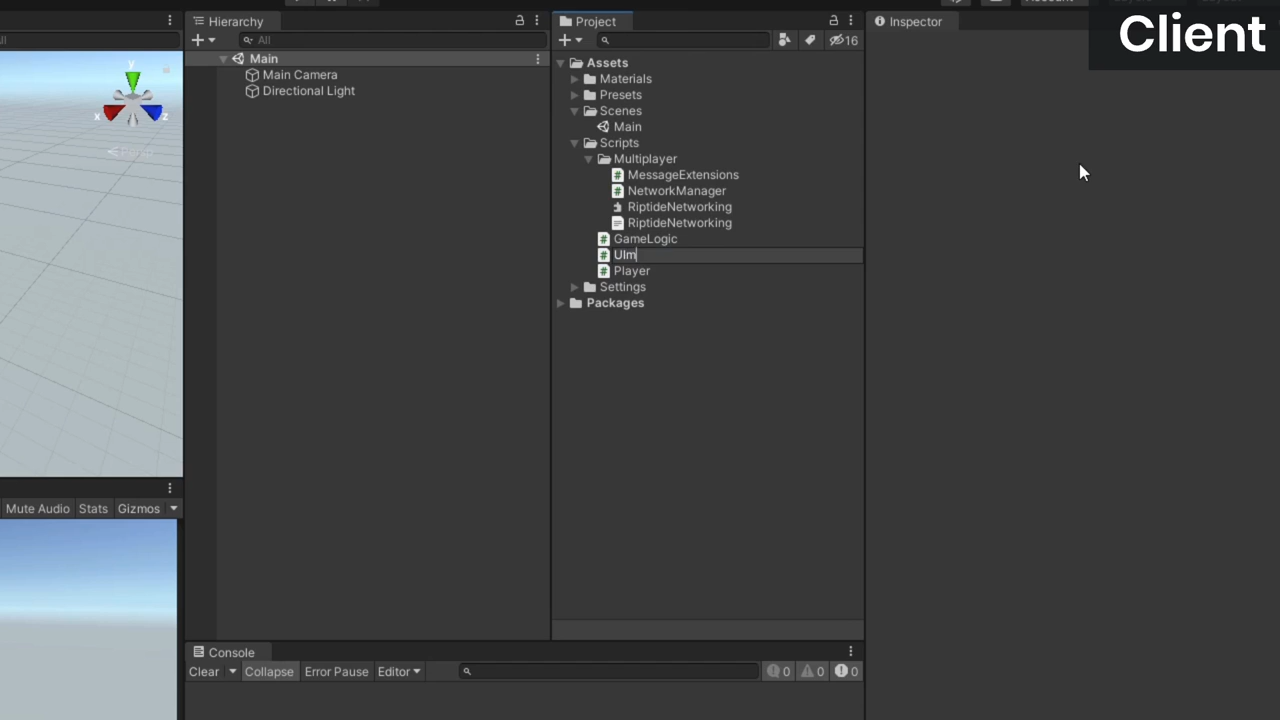 Client
Hierarchy
Project
Inspector
All
16
Main
Main Camera
Directional Light
y
x
z
Assets
Materials
Presets
Scenes
Main
Scripts
Multiplayer
MessageExtensions
NetworkManager
RiptideNetworking
RiptideNetworking
GameLogic
UIm
Player
Settings
Packages
Mute Audio Stats Gizmos
Console
Clear Collapse Error Pause Editor
0 0 0